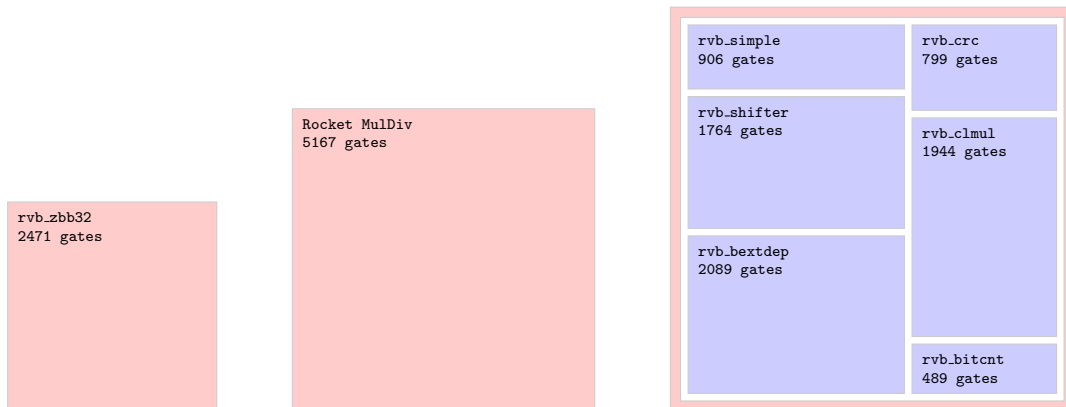 rvb_zbb32
2471 gates
Rocket MulDiv
5167 gates
rvb_simple
906 gates
rvb_shifter
1764 gates
rvb_bextdep
2089 gates
rvb_crc
799 gates
rvb_clmul
1944 gates
rvb_bitcnt
489 gates